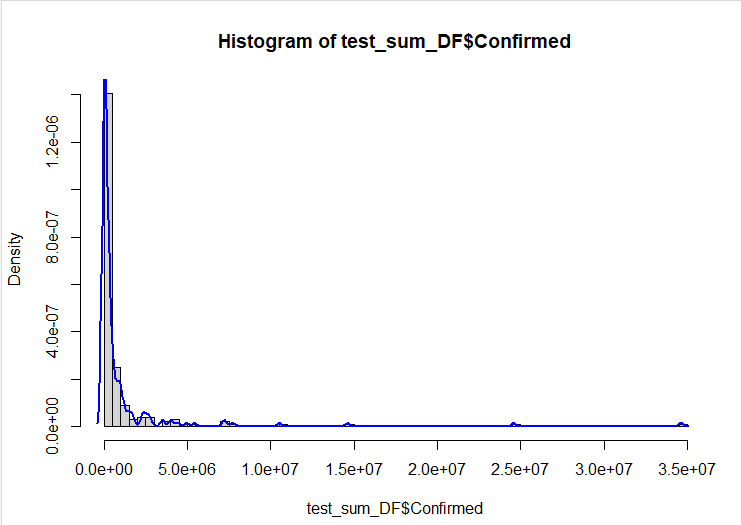 Histogram of test_sum_DF$Confirmed
Density
1.2e-06
8.0e-07
4.0e-07
0.0e+00
0.0e+00 5.0e+06 1.0e+07 1.5e+07 2.0e+07 2.5e+07 3.0e+07 3.5e+07
test_sum_DF$Confirmed